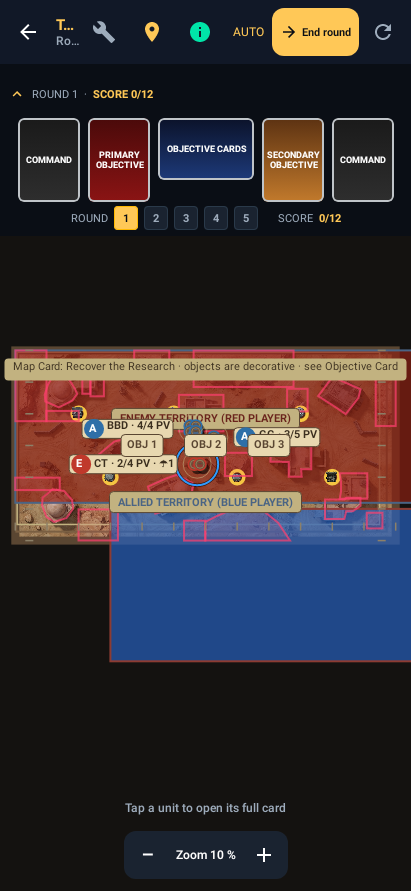 T...
Ro...
AUTO
End round
ROUND 1 · SCORE 0/12
COMMAND
PRIMARY
OBJECTIVE
OBJECTIVE CARDS
SECONDARY
OBJECTIVE
COMMAND
ROUND 1 2 3 4 5 SCORE 0/12
Map Card: Recover the Research · objects are decorative · see Objective Card
ENEMY TERRITORY (RED PLAYER)
A BBD · 4/4 PV
A 3/5 PV
OBJ 1
OBJ 2
OBJ 3
E CT · 2/4 PV · ☂1
ALLIED TERRITORY (BLUE PLAYER)
Tap a unit to open its full card
− Zoom 10 % +